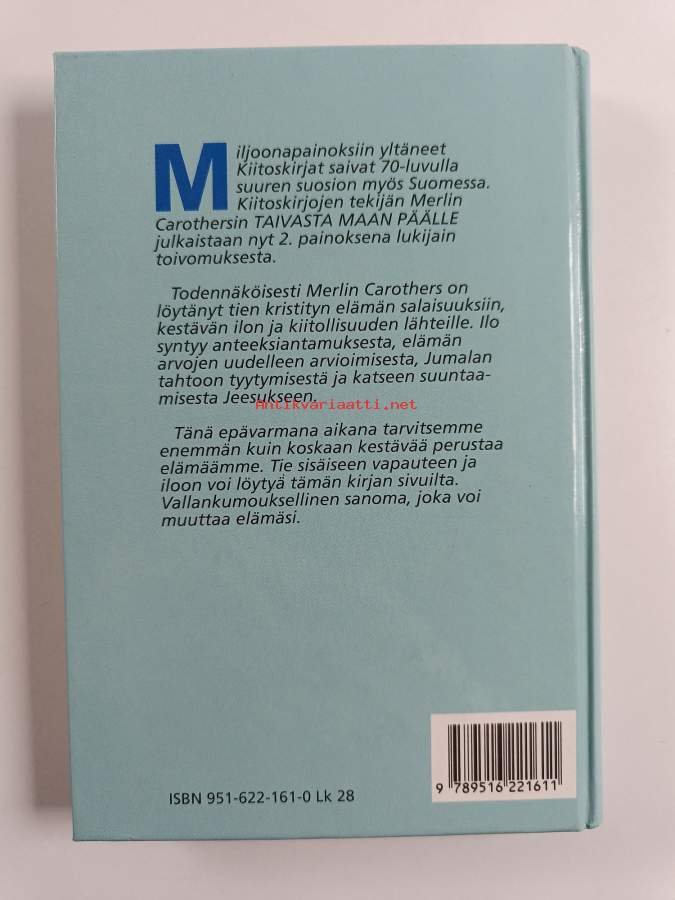 Miljoonapainoksiin yltäneet
Kiitoskirjat saivat 70-luvulla
suuren suosion myös Suomessa.
Kiitoskirjojen tekijän Merlin
Carothersin TAIVASTA MAAN PÄÄLLE
julkaistaan nyt 2. painoksena lukijain
toivomuksesta.
Todennäköisesti Merlin Carothers on
löytänyt tien kristityn elämän salaisuuksiin,
kestävän ilon ja kiitollisuuden lähteille. Ilo
syntyy anteeksiantamuksesta, elämän
arvojen uudelleen arvioimisesta, Jumalan
tahtoon tyytymisestä ja katseen suuntaa-
misesta Jeesukseen.
Antikvariaatti.net
Tänä epävarmana aikana tarvitsemme
enemmän kuin koskaan kestävää perustaa
elämäämme. Tie sisäiseen vapauteen ja
iloon voi löytyä tämän kirjan sivuilta.
Vallankumouksellinen sanoma, joka voi
muuttaa elämäsi.
ISBN 951-622-161-0 Lk 28
9 789516 221611